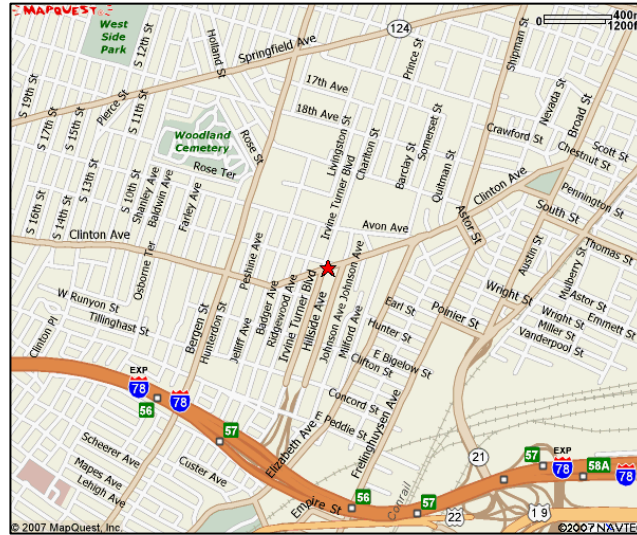 MAPQUEST
400m
0
1200ft
West
Side
Park
S 12th St
Holland St
124
Springfield Ave
Prince St
Shipman St
17th Ave
S 19th St
S 17th St
S 15th St
Pierce St
S 11th St
18th Ave
Nevada St
Broad St
Woodland
Cemetery
Rose St
Livingston St
Irvine Turner Blvd
Charlton St
Barclay St
Somerset St
Quitman St
Crawford St
Scott St
Chestnut St
Rose Ter
S 16th St
S 14th St
S 13th St
S 10th St
Shanley Ave
Baldwin Ave
Farley Ave
Clinton Ave
Pennington St
South St
Avon Ave
Astor St
Clinton Ave
Osborne Ter
Peshine Ave
Thomas St
Austin St
Mulberry St
Badger Ave
Ridgewood Ave
Irvine Turner Blvd
Hillside Ave
Johnson Ave
Johnson Ave
Milford Ave
Earl St
Hunter St
Poinier St
Wright St
Astor St
Wright St
Emmett St
Miller St
Vanderpool St
W Runyon St
Tillinghast St
Clinton Pl
Bergen St
Hunterdon St
Jelliff Ave
E Bigelow St
Clifton St
EXP
78
78
56
57
Concord St
E Peddie St
Elizabeth Ave
Frelinghuysen Ave
Scheerer Ave
Mapes Ave
Lehigh Ave
Custer Ave
Empire St
56
57
Conrail
21
22
57
EXP
78
58A
78
1 9
© 2007 MapQuest, Inc.
©2007 NAVTEQ